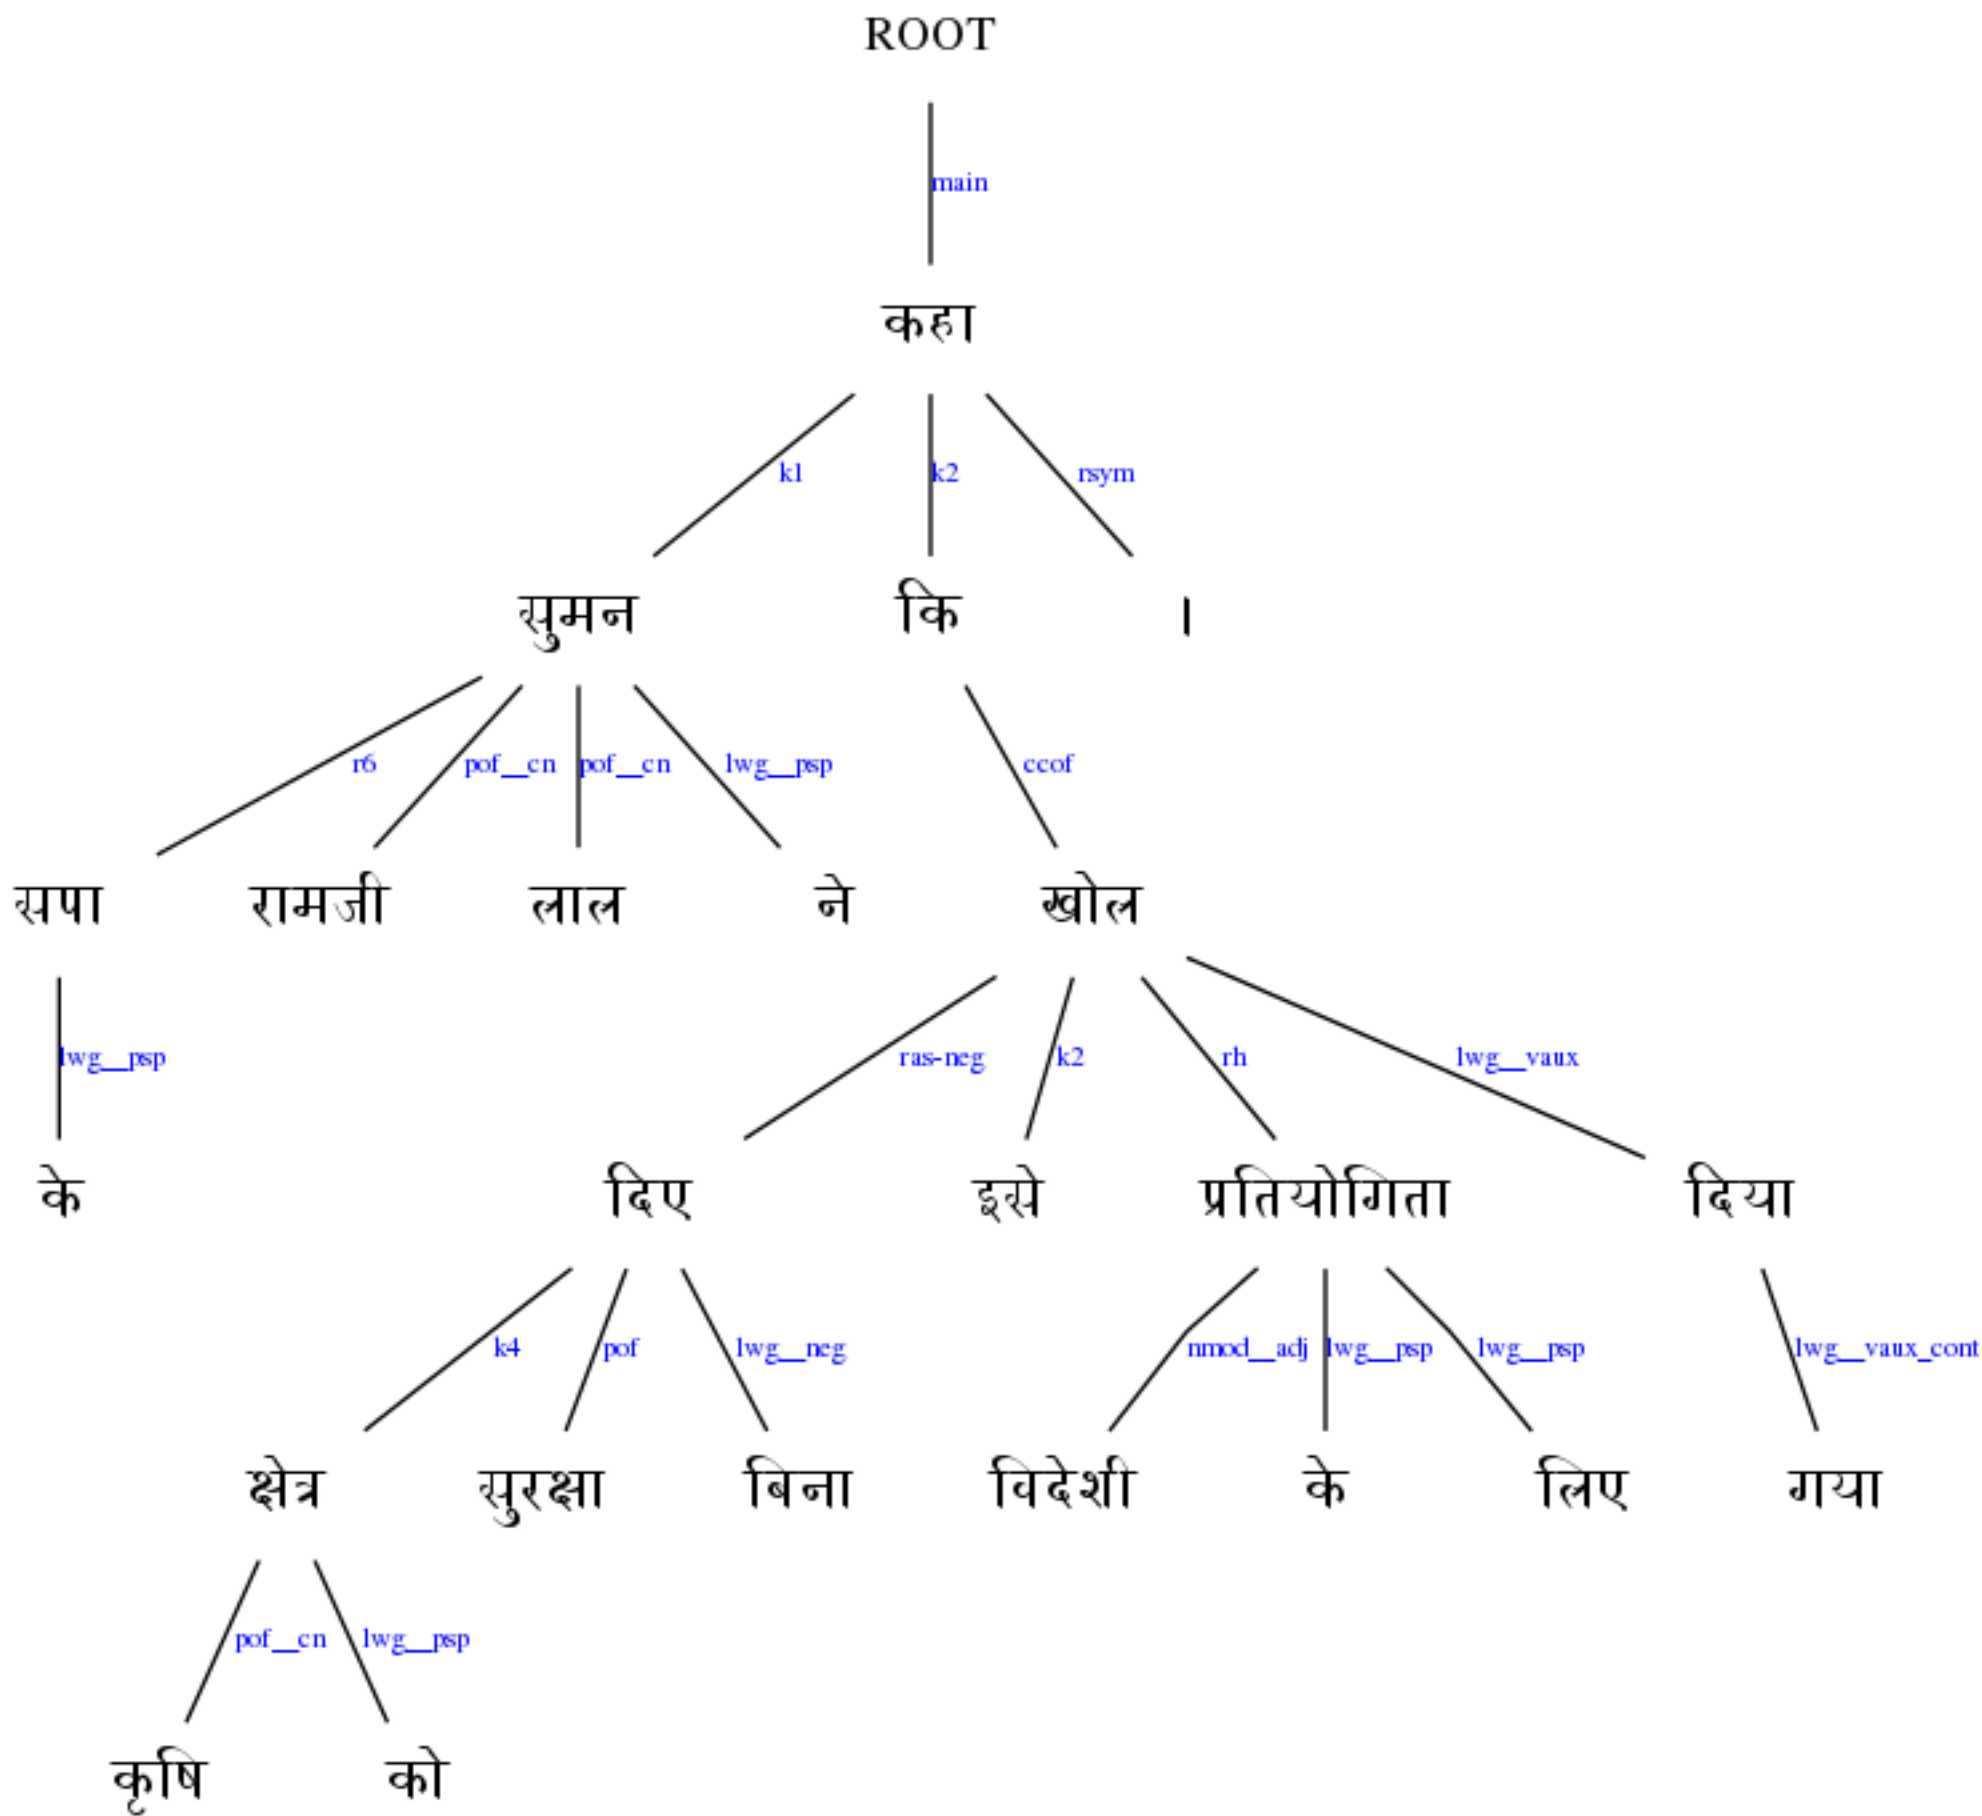 ROOT
main
कहा
k1 k2 rsym
सुमन कि ।
r6 pof__cn pof__cn lwg__psp ccof
सपा रामजी लाल ने खोल
lwg__psp ras-neg k2 rh lwg__vaux
के दिए इसे प्रतियोगिता दिया
k4 pof lwg__neg nmod__adj lwg__psp lwg__psp lwg__vaux_cont
क्षेत्र सुरक्षा बिना विदेशी के लिए गया
pof__cn lwg__psp
कृषि को